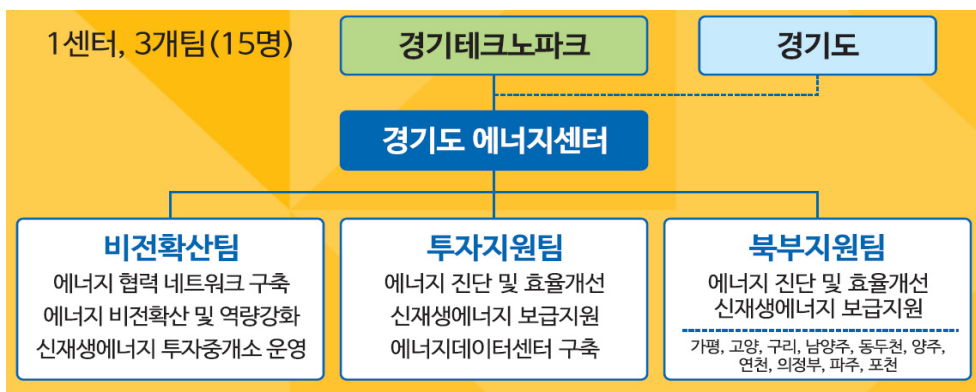 1센터, 3개팀(15명)
경기테크노파크
경기도
경기도 에너지센터
비전확산팀
에너지 협력 네트워크 구축
에너지 비전확산 및 역량강화
신재생에너지 투자중개소 운영
투자지원팀
에너지 진단 및 효율개선
신재생에너지 보급지원
에너지데이터센터 구축
북부지원팀
에너지 진단 및 효율개선
신재생에너지 보급지원
가평, 고양, 구리, 남양주, 동두천, 양주,
연천, 의정부, 파주, 포천